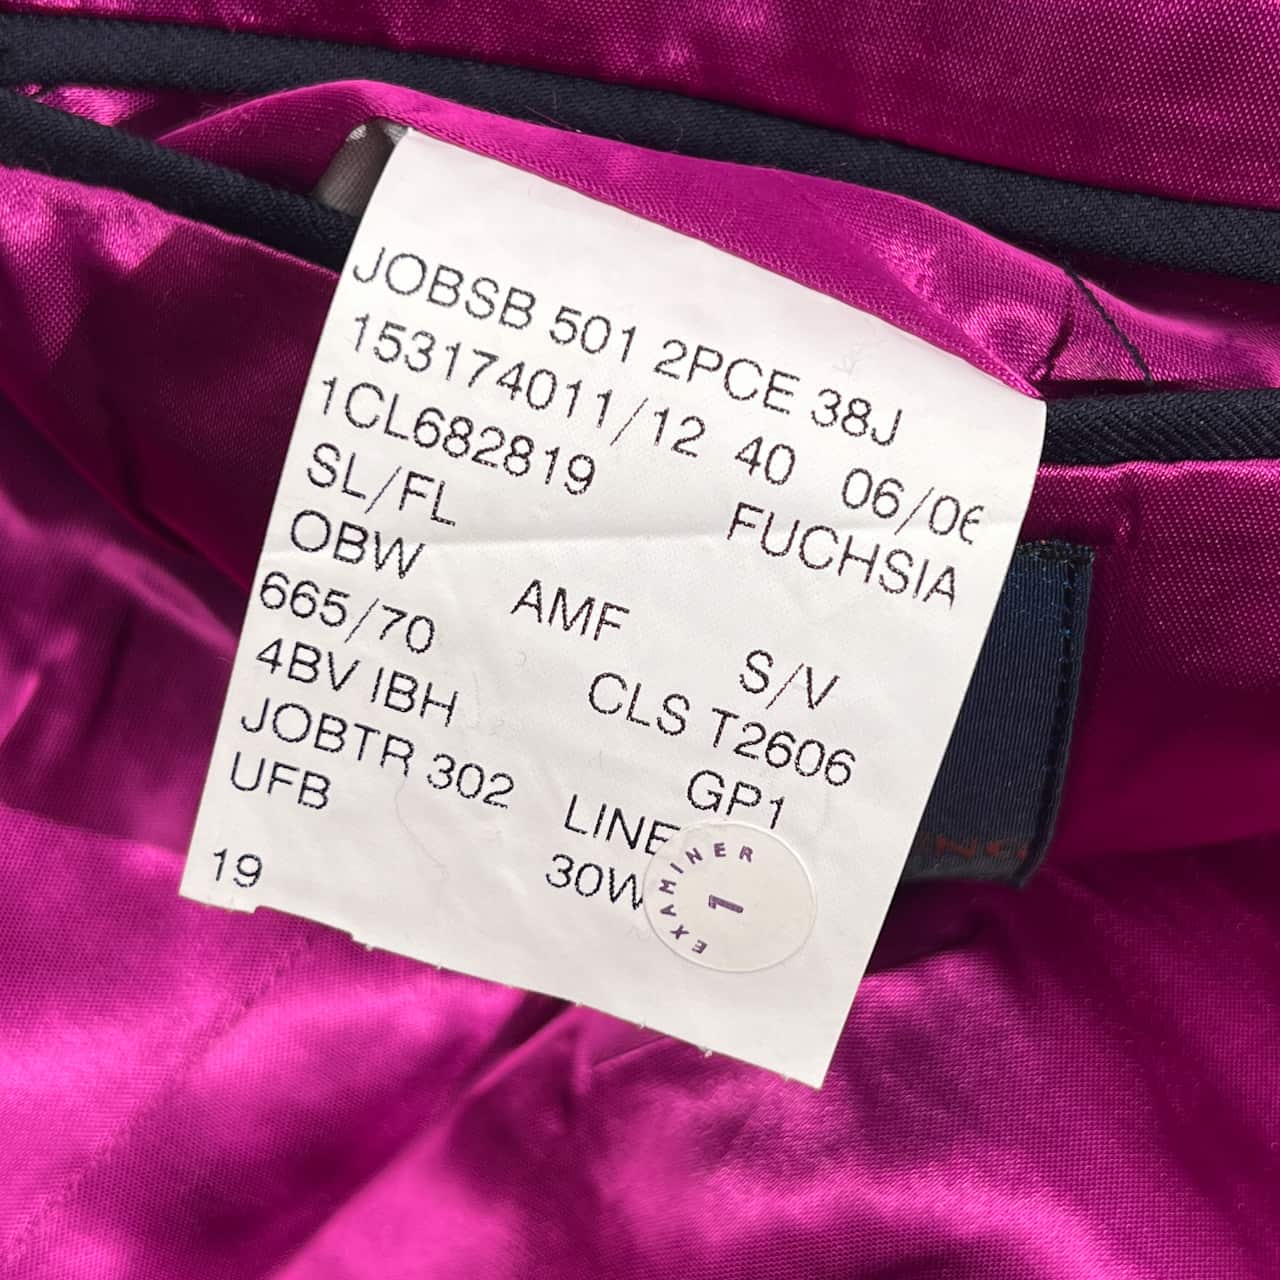 JOBSB 501 2PCE 38J
153174011/12 40 06/06
1CL682819 FUCHSIA
SL/FL
OBW AMF S/V
665/70 CLS T2606
4BV IBH GP1
JOBTR 302 LINE
UFB 30W
19
EXAMINER
1